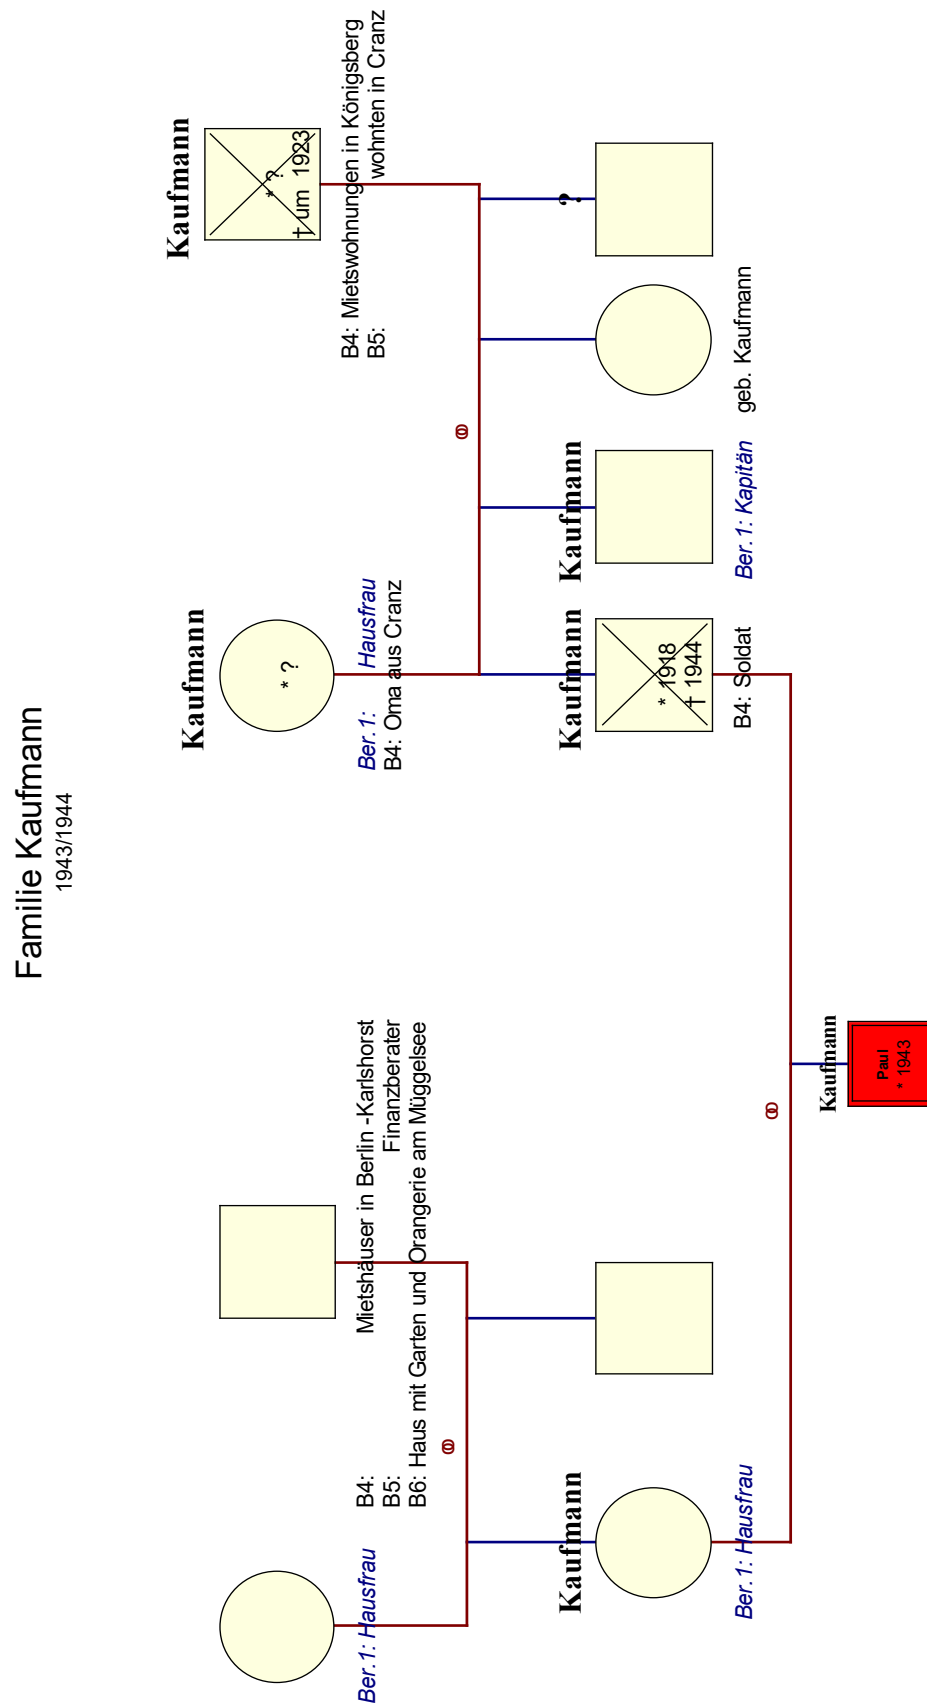 Familie Kaufmann
1943/1944
Kaufmann
* ?
† um 1923
B4: Mietswohnungen in Königsberg
B5: wohnten in Cranz
Kaufmann
* ?
Ber.1: Hausfrau
B4: Oma aus Cranz
B4: Mietshäuser in Berlin -Karlshorst
B5: Finanzberater
B6: Haus mit Garten und Orangerie am Müggelsee
Ber.1: Hausfrau
Kaufmann
Ber.1: Hausfrau
Kaufmann
* 1918
† 1944
B4: Soldat
Kaufmann
Ber.1: Kapitän
geb. Kaufmann
?
Kaufmann
Paul
* 1943